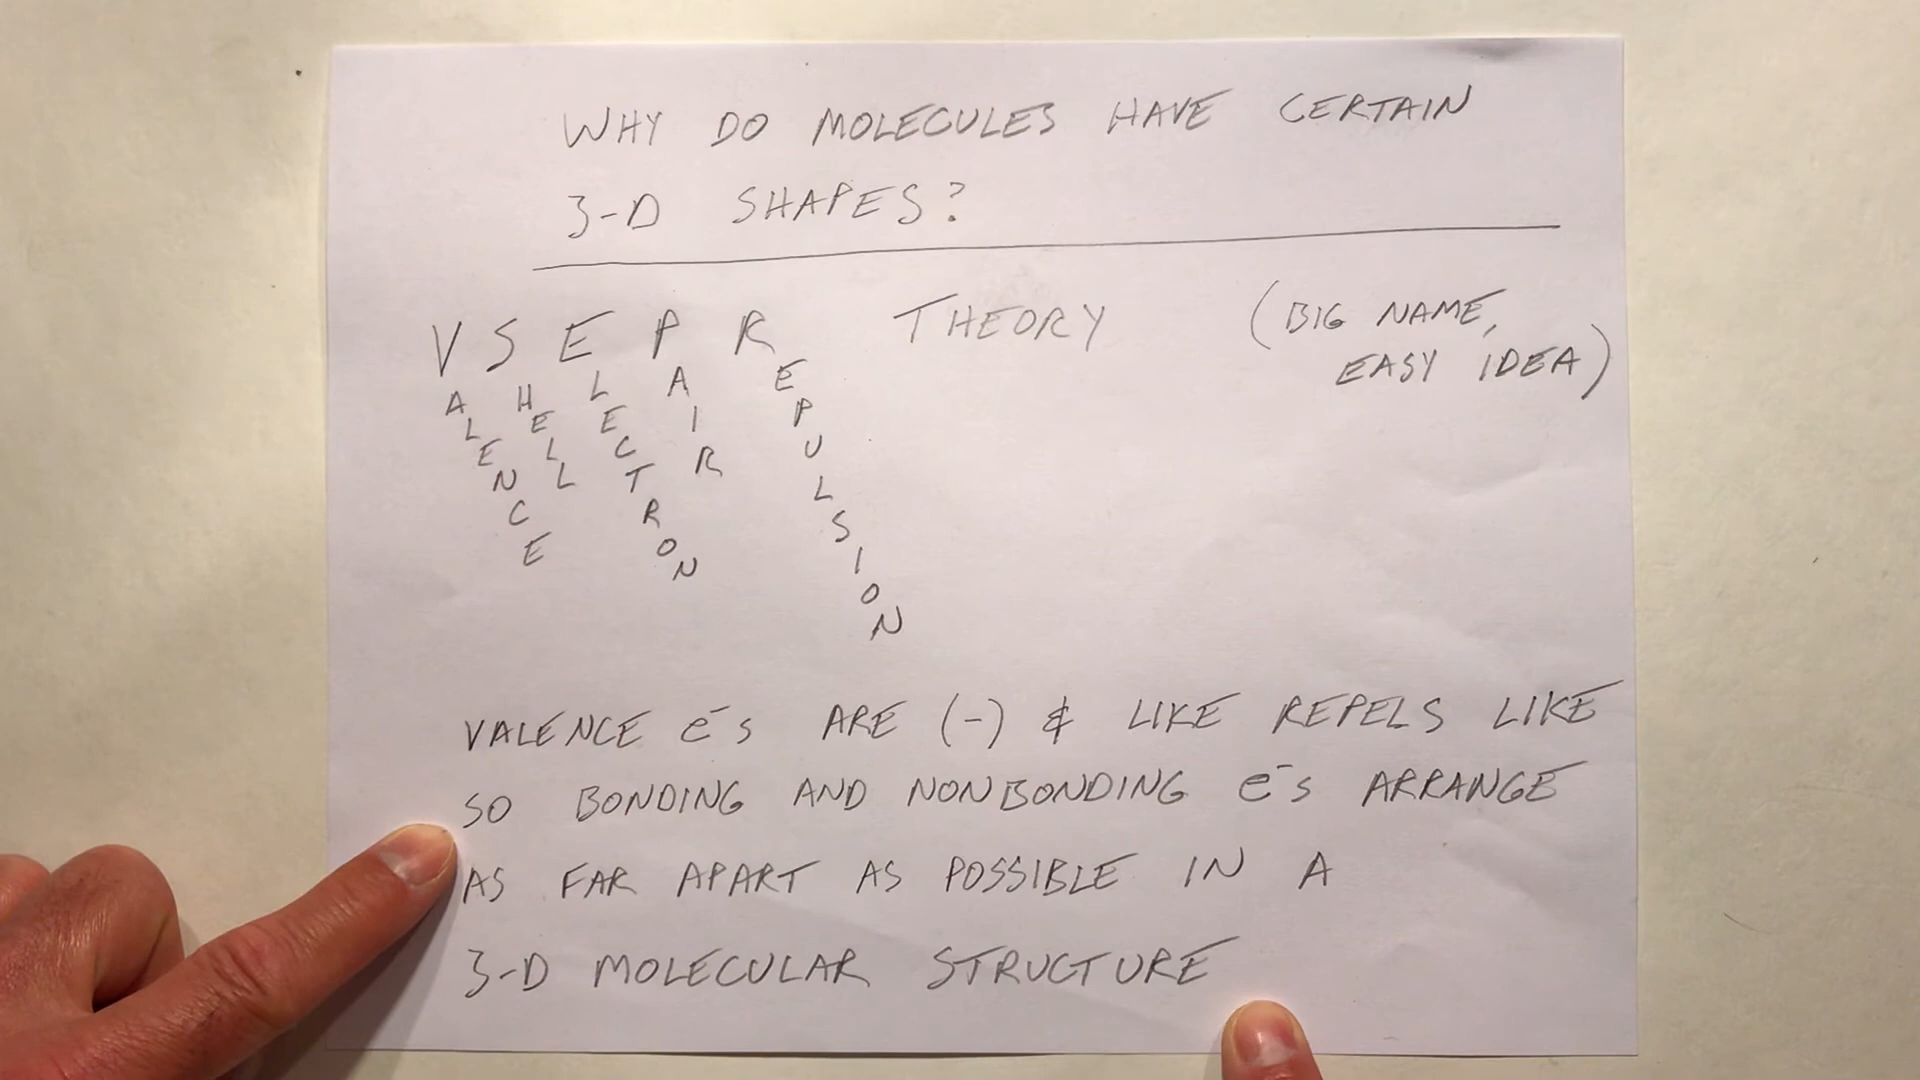 WHY DO MOLECULES HAVE CERTAIN
3-D SHAPES?
VSEPR THEORY (BIG NAME,
EASY IDEA)
VALENCE
SHELL
ELECTRON
PAIR
REPULSION
VALENCE e⁻s ARE (-) & LIKE REPELS LIKE
SO BONDING AND NONBONDING e⁻s ARRANGE
AS FAR APART AS POSSIBLE IN A
3-D MOLECULAR STRUCTURE